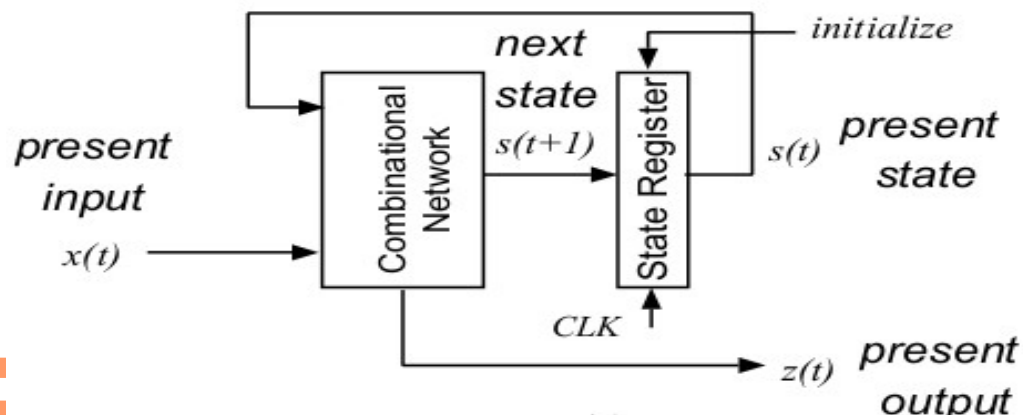 initialize
next
state
s(t+1)
Combinational
Network
State Register
present
input
x(t)
s(t)
present
state
CLK
z(t)
present
output